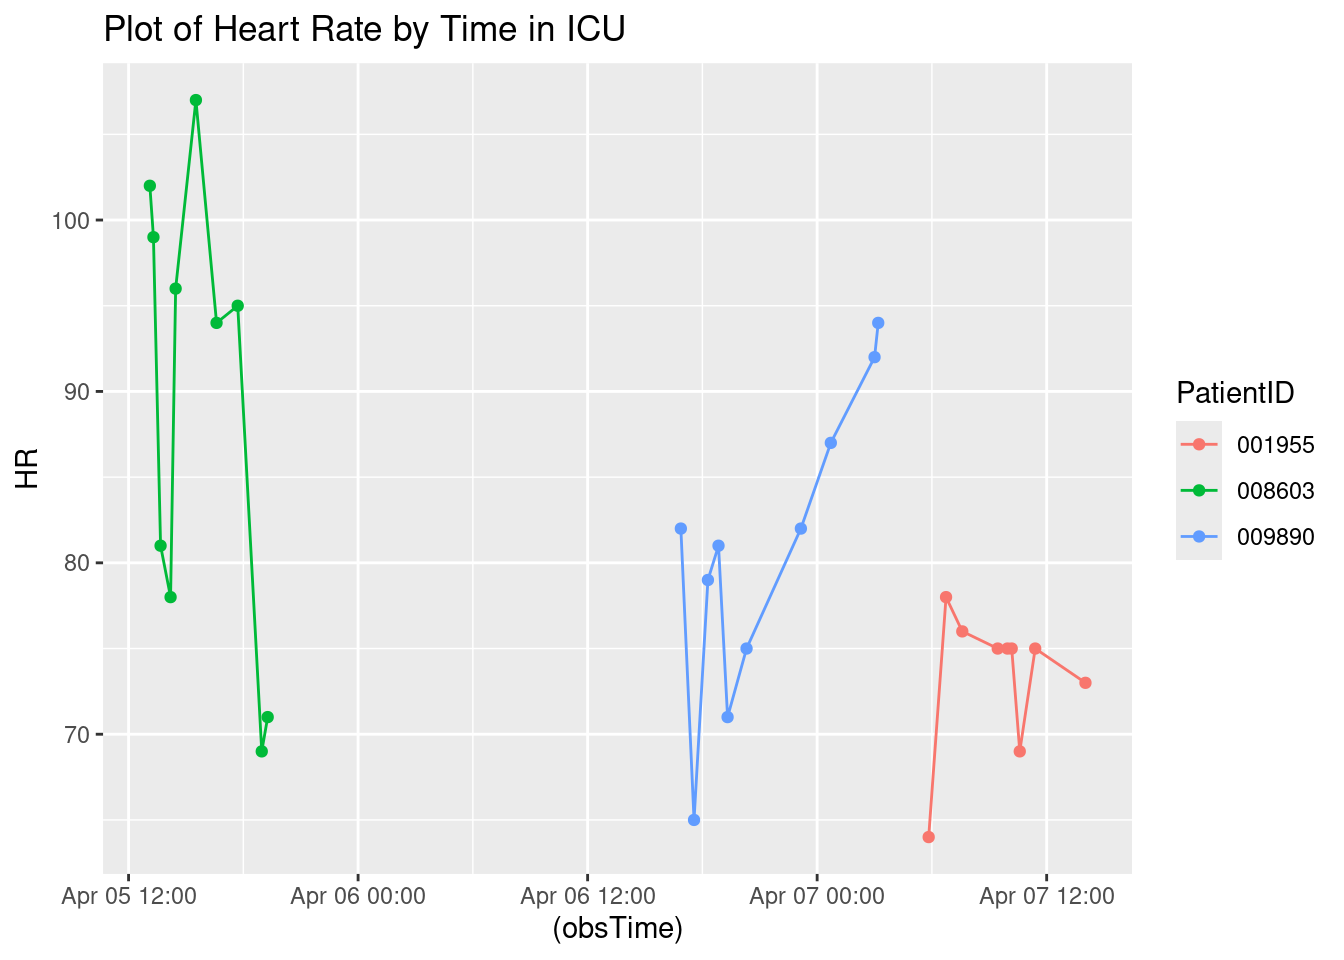 Plot of Heart Rate by Time in ICU
100
90
80
70
HR
Apr 05 12:00
Apr 06 00:00
Apr 06 12:00
Apr 07 00:00
Apr 07 12:00
(obsTime)
PatientID
001955
008603
009890